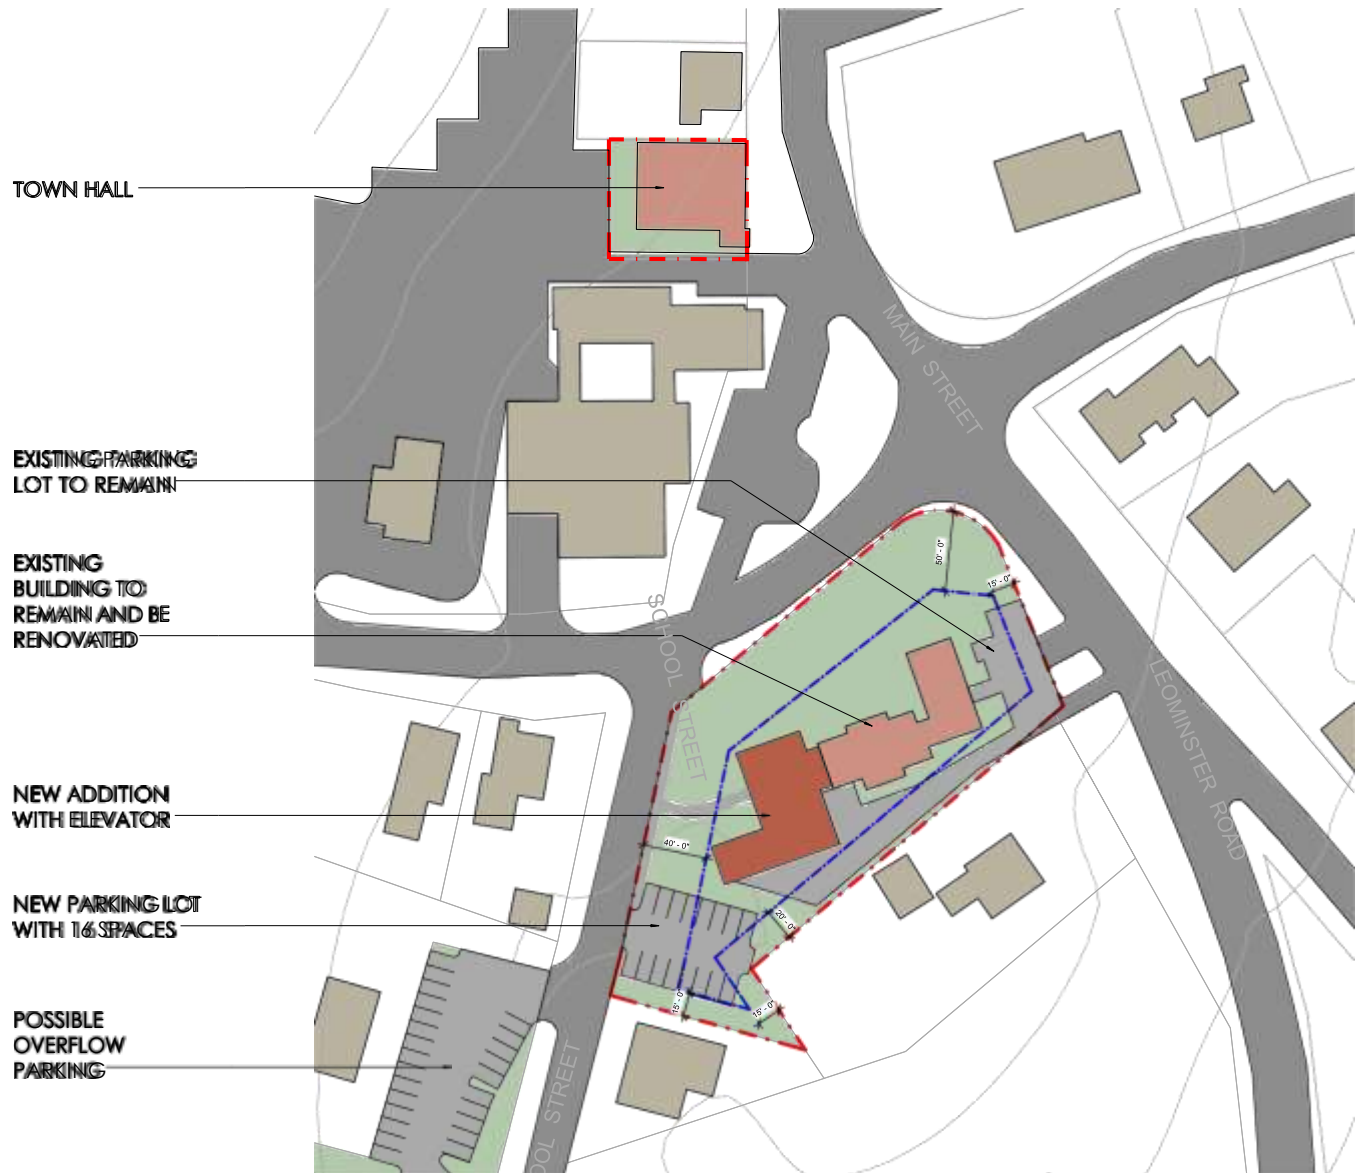 TOWN HALL
EXISTING PARKING
LOT TO REMAIN
EXISTING
BUILDING TO
REMAIN AND BE
RENOVATED
NEW ADDITION
WITH ELEVATOR
NEW PARKING LOT
WITH 16 SPACES
POSSIBLE
OVERFLOW
PARKING
MAIN STREET
SCHOOL STREET
LEOMINSTER ROAD
OOL STREET
50' - 0"
15' - 0"
40' - 0"
20' - 0"
15' - 0"
15' - 0"